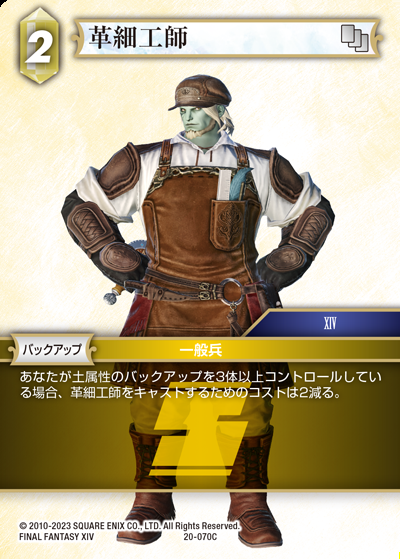 2
革細工師
XIV
バックアップ
一般兵
あなたが土属性のバックアップを3体以上コントロールしてい
る場合、革細工師をキャストするためのコストは2減る。
© 2010-2023 SQUARE ENIX CO., LTD. All Rights Reserved.
FINAL FANTASY XIV 20-070C